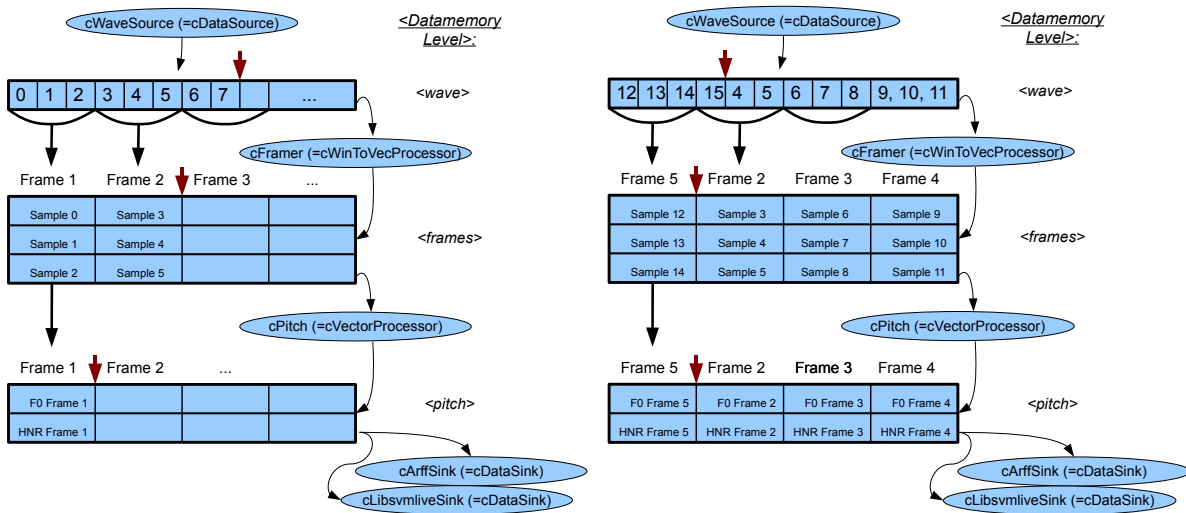 cWaveSource (=cDataSource)
<Datamemory
Level>:
0 1 2 3 4 5 6 7 ...
<wave>
cFramer (=cWinToVecProcessor)
Frame 1 Frame 2 Frame 3 ...
Sample 0 Sample 3
Sample 1 Sample 4
Sample 2 Sample 5
<frames>
cPitch (=cVectorProcessor)
Frame 1 Frame 2 ...
F0 Frame 1
HNR Frame 1
<pitch>
cArffSink (=cDataSink)
cLibsvmliveSink (=cDataSink)
cWaveSource (=cDataSource)
<Datamemory
Level>:
12 13 14 15 4 5 6 7 8 9, 10, 11
<wave>
cFramer (=cWinToVecProcessor)
Frame 5 Frame 2 Frame 3 Frame 4
Sample 12 Sample 3 Sample 6 Sample 9
Sample 13 Sample 4 Sample 7 Sample 10
Sample 14 Sample 5 Sample 8 Sample 11
<frames>
cPitch (=cVectorProcessor)
Frame 5 Frame 2 Frame 3 Frame 4
F0 Frame 5 F0 Frame 2 F0 Frame 3 F0 Frame 4
HNR Frame 5 HNR Frame 2 HNR Frame 3 HNR Frame 4
<pitch>
cArffSink (=cDataSink)
cLibsvmliveSink (=cDataSink)